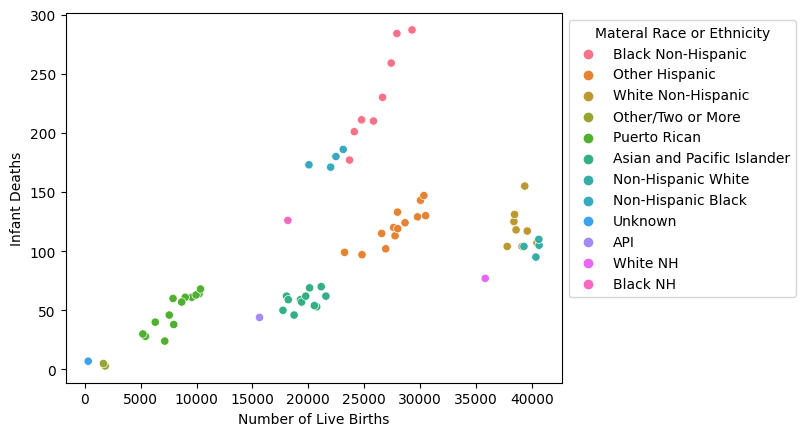 300
250
200
150
100
50
0
Infant Deaths
0 5000 10000 15000 20000 25000 30000 35000 40000
Number of Live Births
Materal Race or Ethnicity
Black Non-Hispanic
Other Hispanic
White Non-Hispanic
Other/Two or More
Puerto Rican
Asian and Pacific Islander
Non-Hispanic White
Non-Hispanic Black
Unknown
API
White NH
Black NH